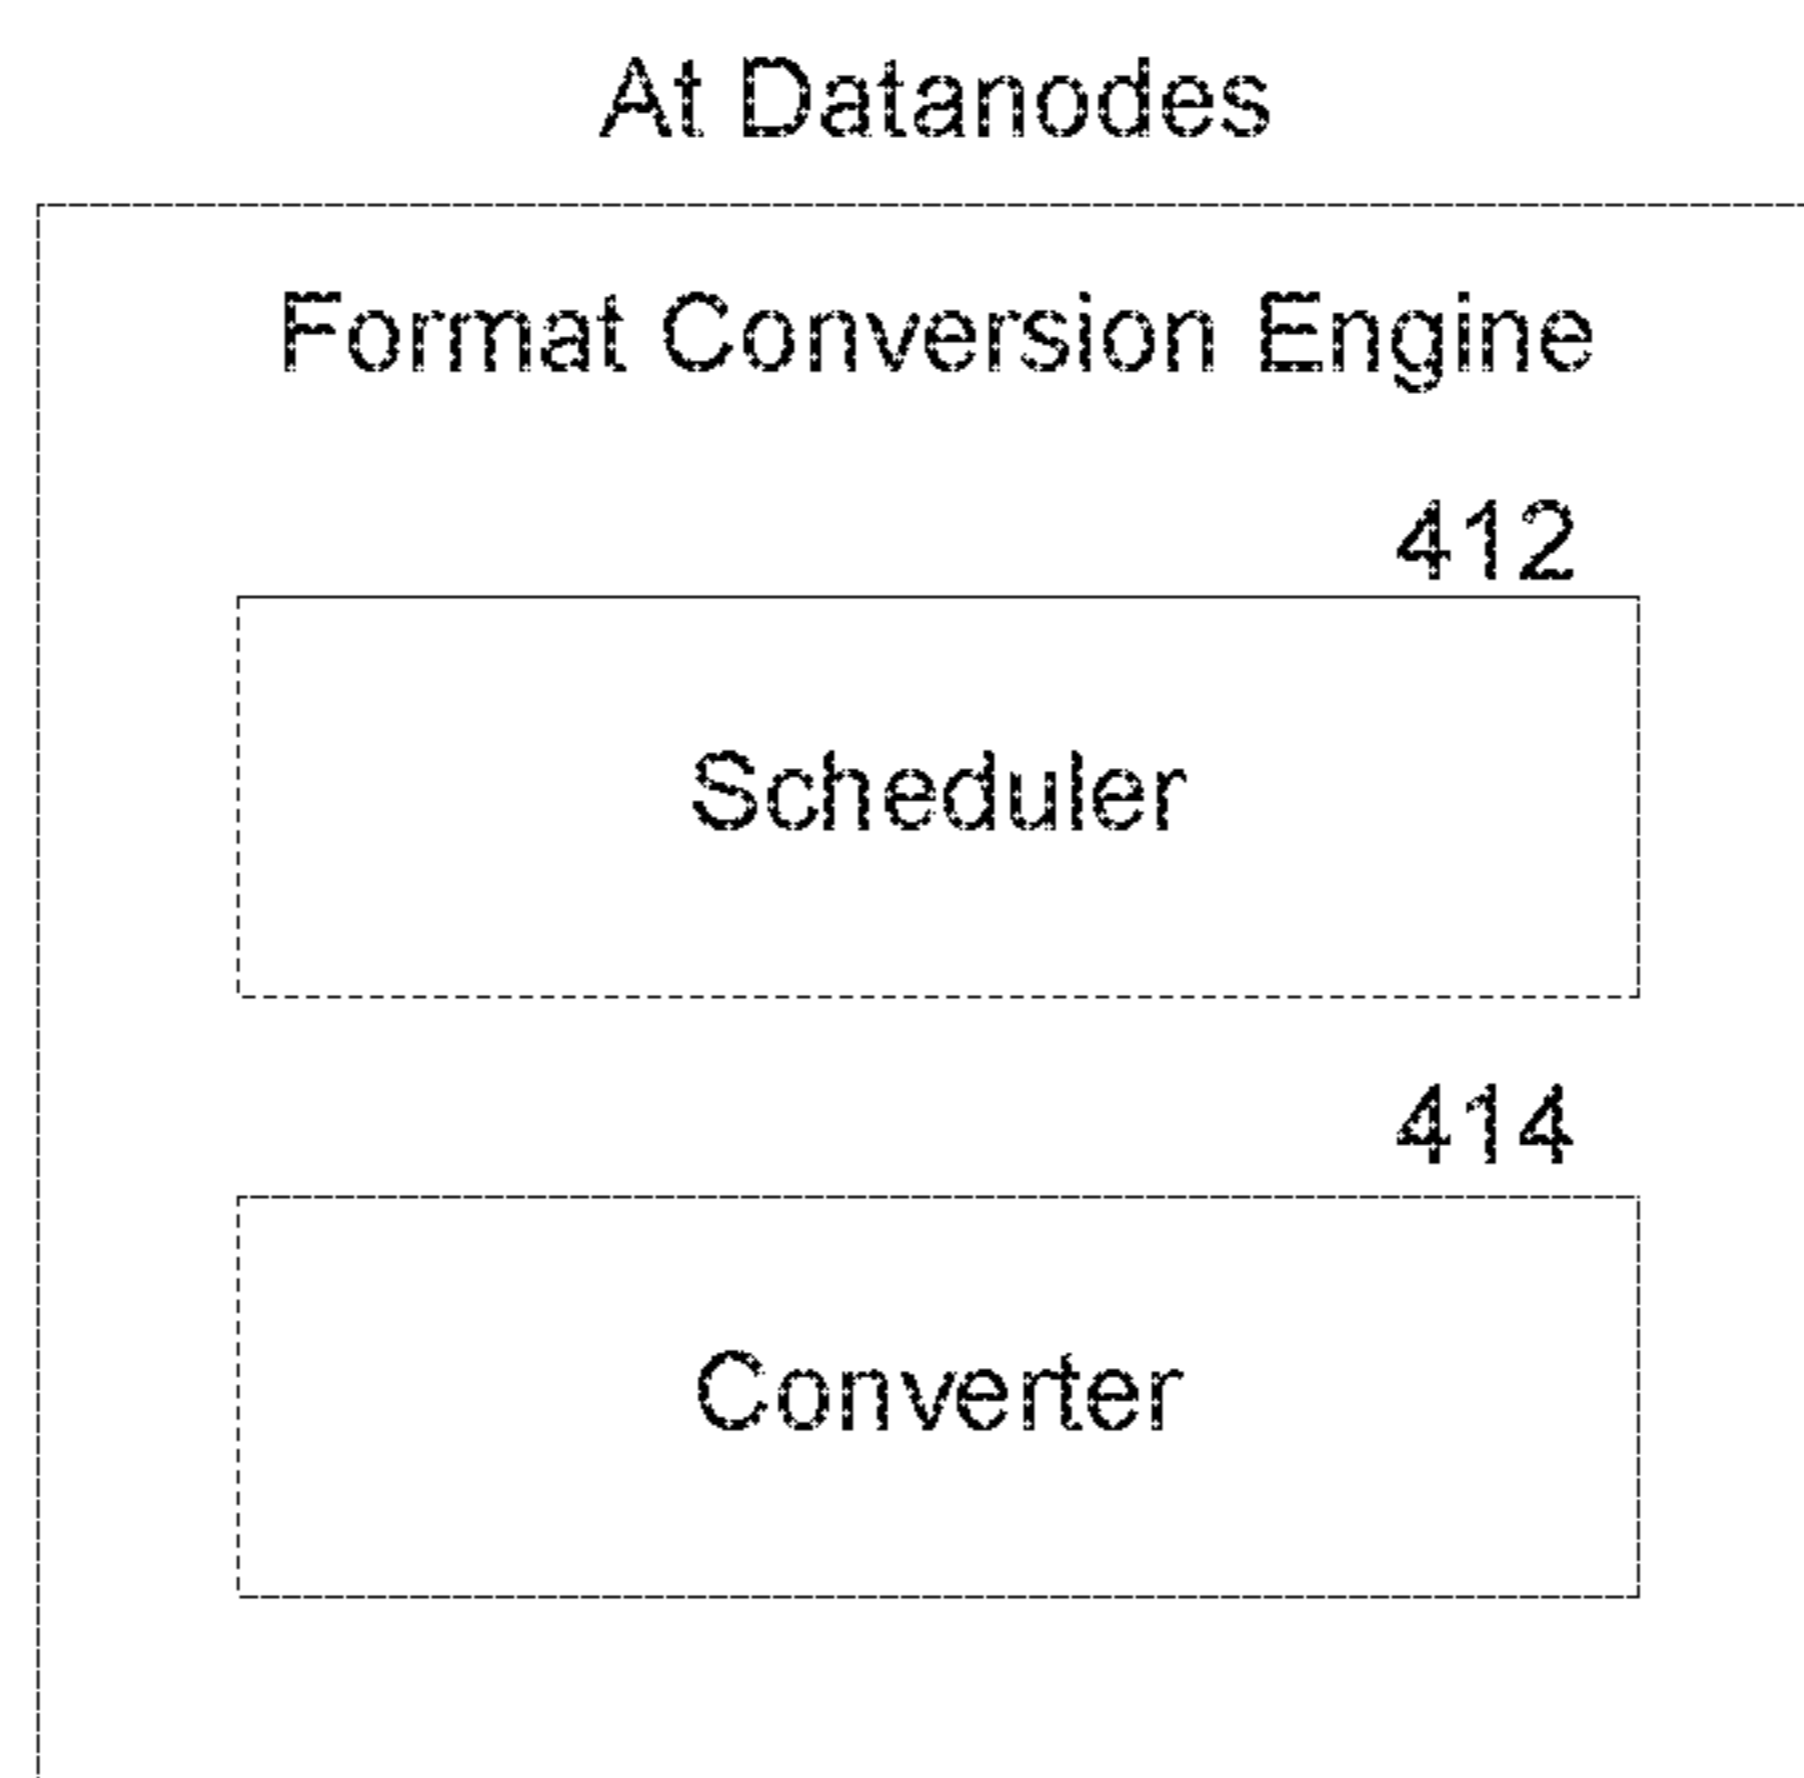 At Datanodes
Format Conversion Engine
412
Scheduler
414
Converter